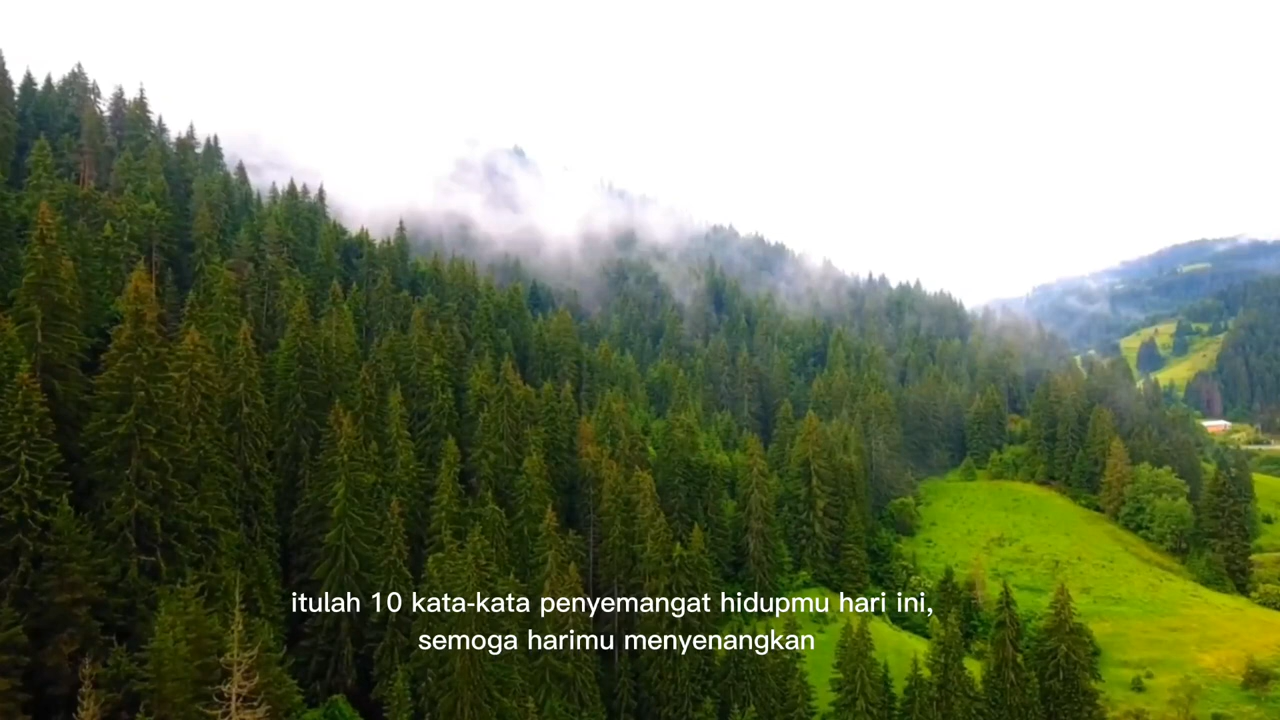 itulah 10 kata-kata penyemangat hidupmu hari ini,
semoga harimu menyenangkan